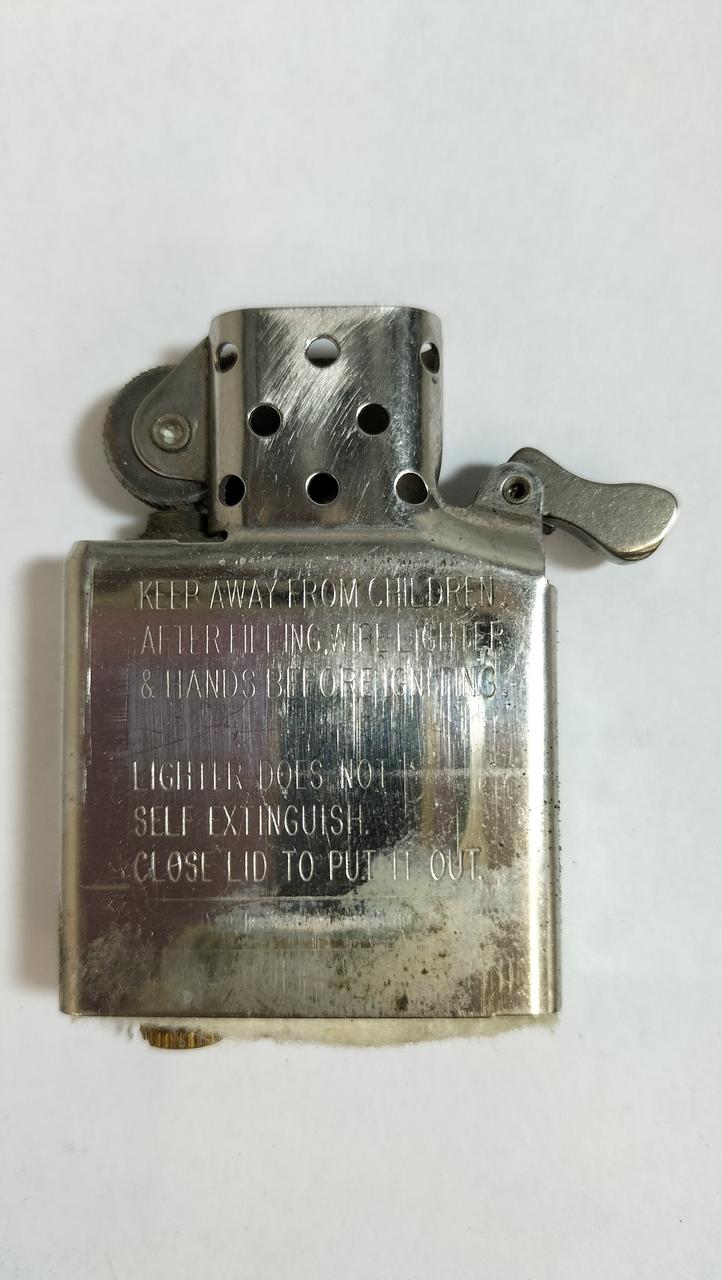 KEEP AWAY FROM CHILDREN.
AFTER FILLING, WIPE LIGHTER
& HANDS BEFORE IGNITING.
LIGHTER DOES NOT
SELF EXTINGUISH.
CLOSE LID TO PUT IT OUT.